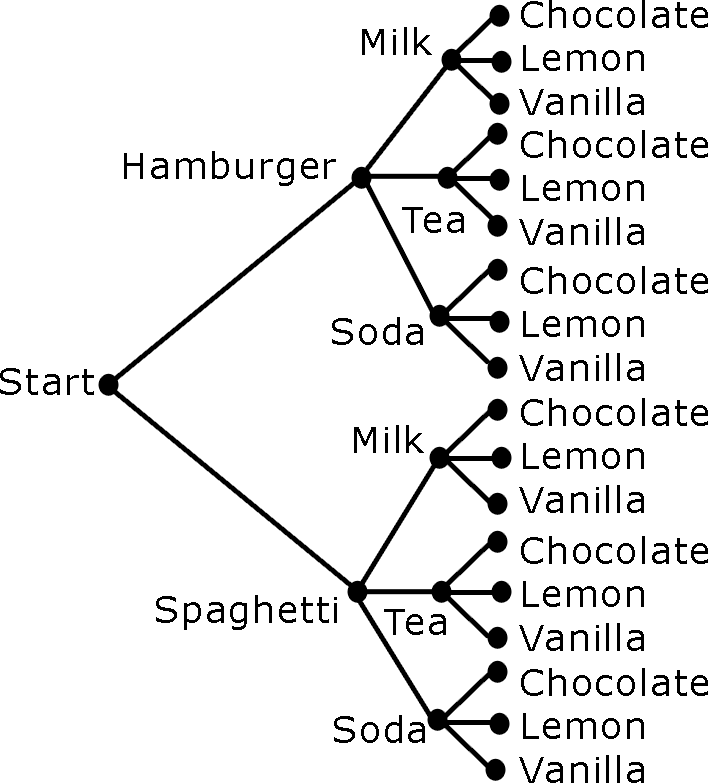 Chocolate
Milk
Lemon
Vanilla
Chocolate
Hamburger
Lemon
Tea
Vanilla
Chocolate
Soda
Lemon
Vanilla
Start
Chocolate
Milk
Lemon
Vanilla
Chocolate
Lemon
Spaghetti
Tea
Vanilla
Chocolate
Soda
Lemon
Vanilla